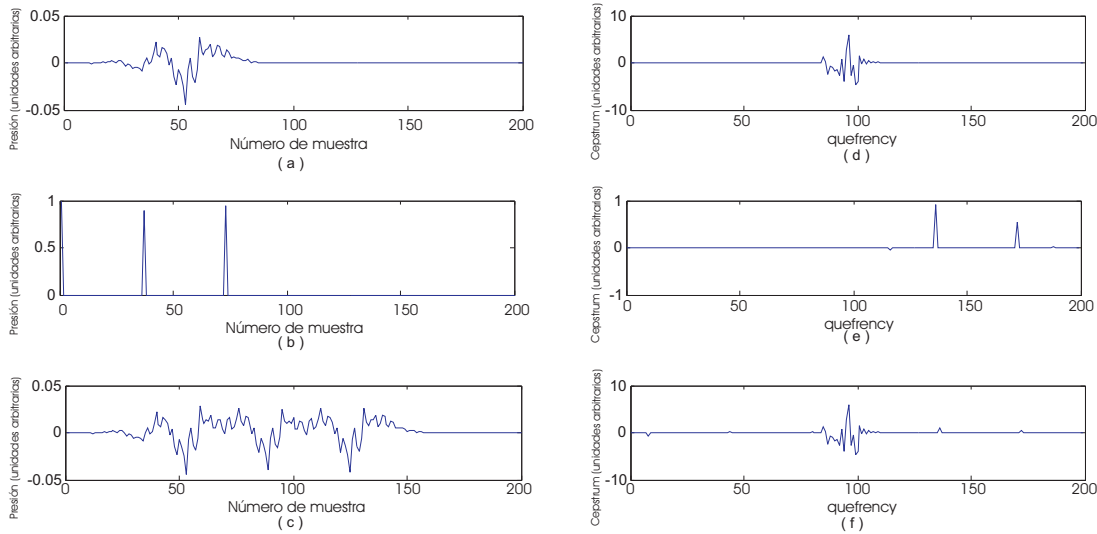 Presión (unidades arbitrarias)
0.05
0
-0.05
0 50 100 150 200
Número de muestra
( a )
Cepstrum (unidades arbitrarias)
10
0
-10
0 50 100 150 200
quefrency
( d )
Presión (unidades arbitrarias)
1
0.5
0
0 50 100 150 200
Número de muestra
( b )
Cepstrum (unidades arbitrarias)
1
0
-1
0 50 100 150 200
quefrency
( e )
Presión (unidades arbitrarias)
0.05
0
-0.05
0 50 100 150 200
Número de muestra
( c )
Cepstrum (unidades arbitrarias)
10
0
-10
0 50 100 150 200
quefrency
( f )